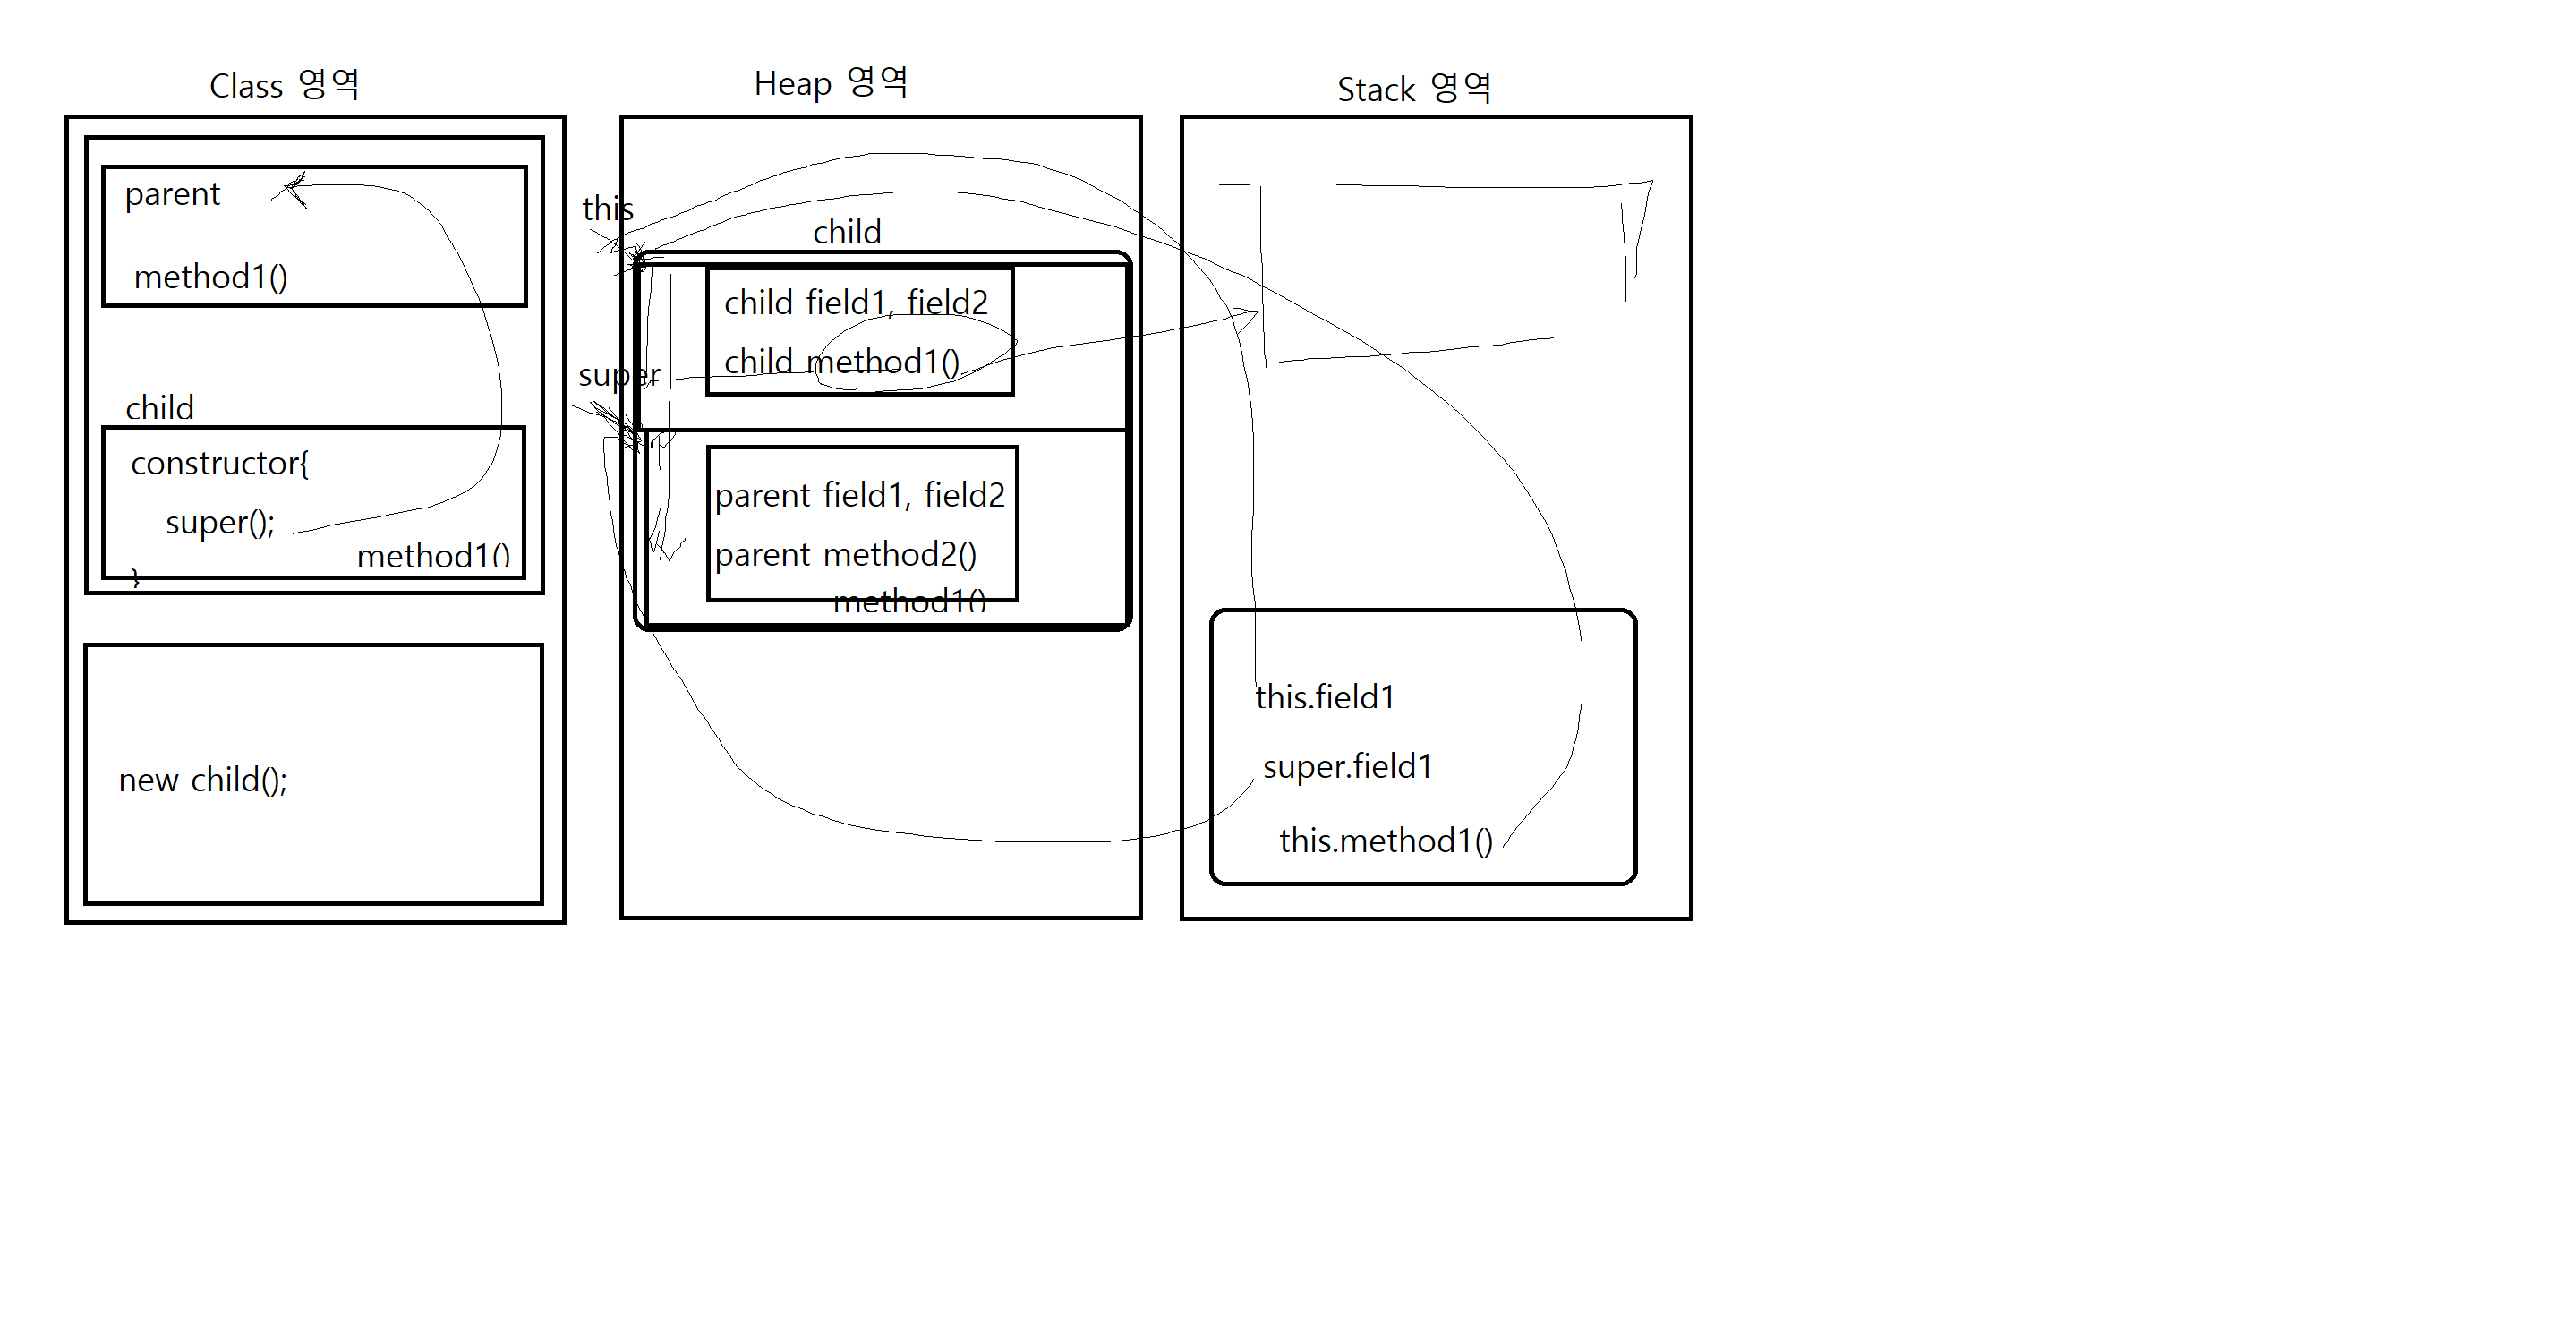 Class 영역
parent
method1()
child
constructor{
super();
method1()
}
new child();
Heap 영역
this
child
child field1, field2
child method1()
super
parent field1, field2
parent method2()
method1()
Stack 영역
this.field1
super.field1
this.method1()